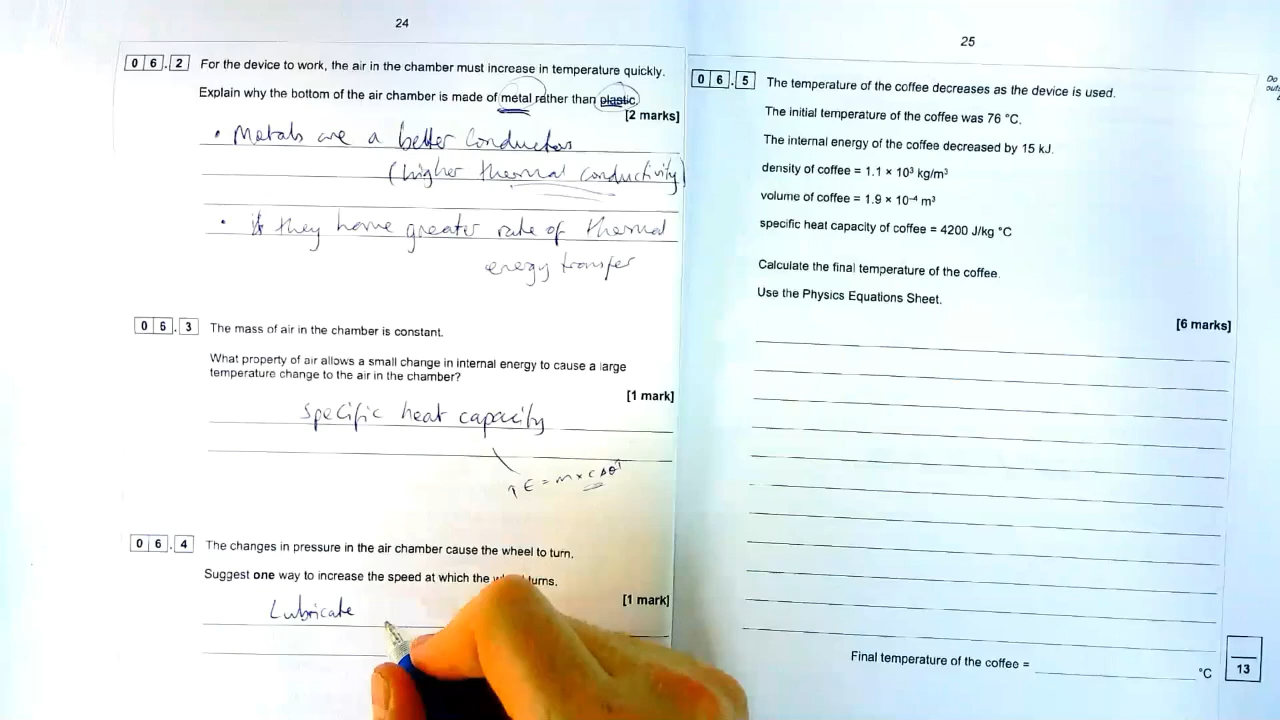 24
0 6 . 2 For the device to work, the air in the chamber must increase in temperature quickly.
Explain why the bottom of the air chamber is made of metal rather than plastic.
[2 marks]
• Metals are a better conductors
(higher thermal conductivity)
• they have greater rate of thermal
energy transfer
0 6 . 3 The mass of air in the chamber is constant.
What property of air allows a small change in internal energy to cause a large
temperature change to the air in the chamber?
[1 mark]
Specific heat capacity
↑ E = m × c Δθ ↑
0 6 . 4 The changes in pressure in the air chamber cause the wheel to turn.
Suggest one way to increase the speed at which the turns.
[1 mark]
Lubricate
25
0 6 . 5 The temperature of the coffee decreases as the device is used.
The initial temperature of the coffee was 76 °C.
The internal energy of the coffee decreased by 15 kJ.
density of coffee = 1.1 × 10³ kg/m³
volume of coffee = 1.9 × 10⁻⁴ m³
specific heat capacity of coffee = 4200 J/kg °C
Calculate the final temperature of the coffee.
Use the Physics Equations Sheet.
[6 marks]
Final temperature of the coffee = °C
13
Do